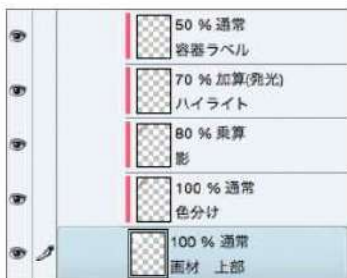 50 % 通常
容器ラベル
70 % 加算(発光)
ハイライト
80 % 乗算
影
100 % 通常
色分け
100 % 通常
画材　上部